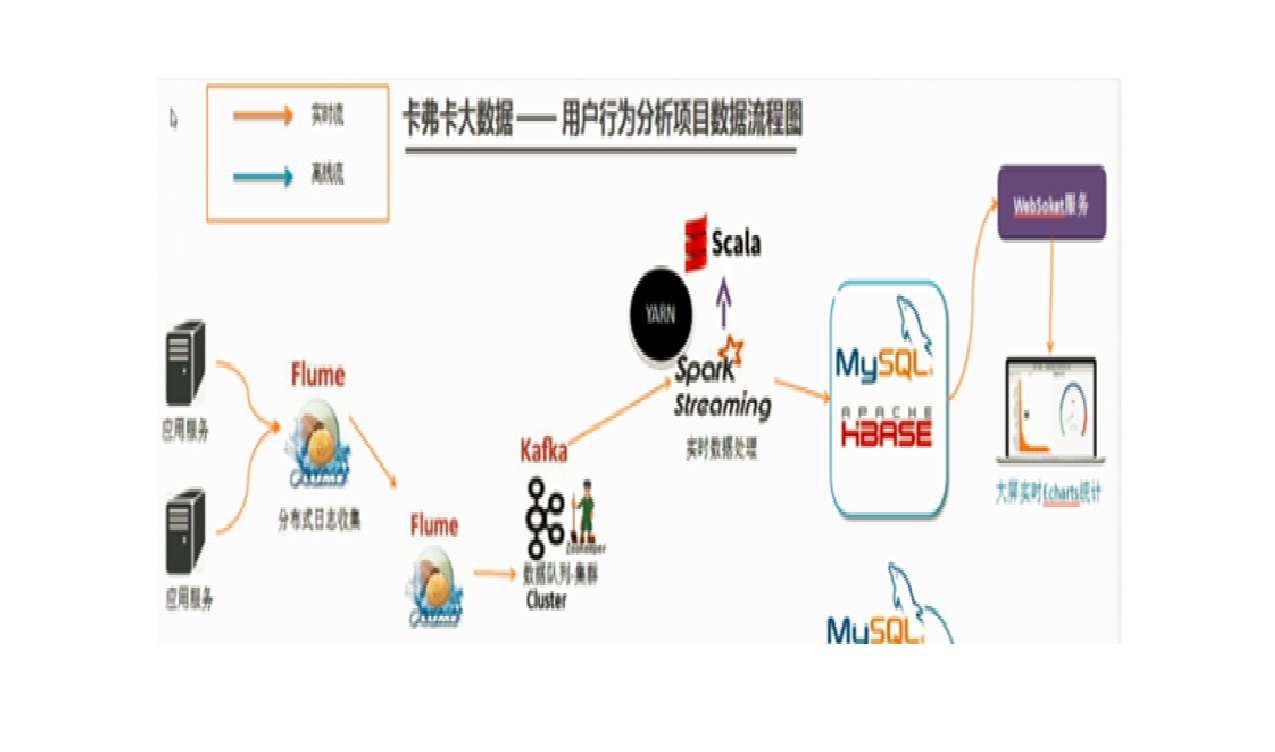 实时流
离线流
卡弗卡大数据 —— 用户行为分析项目数据流程图
WebSoket服务
Scala
YARN
Spark
Streaming
实时数据处理
MySQL
APACHE
HBASE
大屏实时Echarts统计
应用服务
Flume
FLUME
分布式日志收集
应用服务
Flume
FLUME
Kafka
ZooKeeper
数据队列·集群
Cluster
MySQL